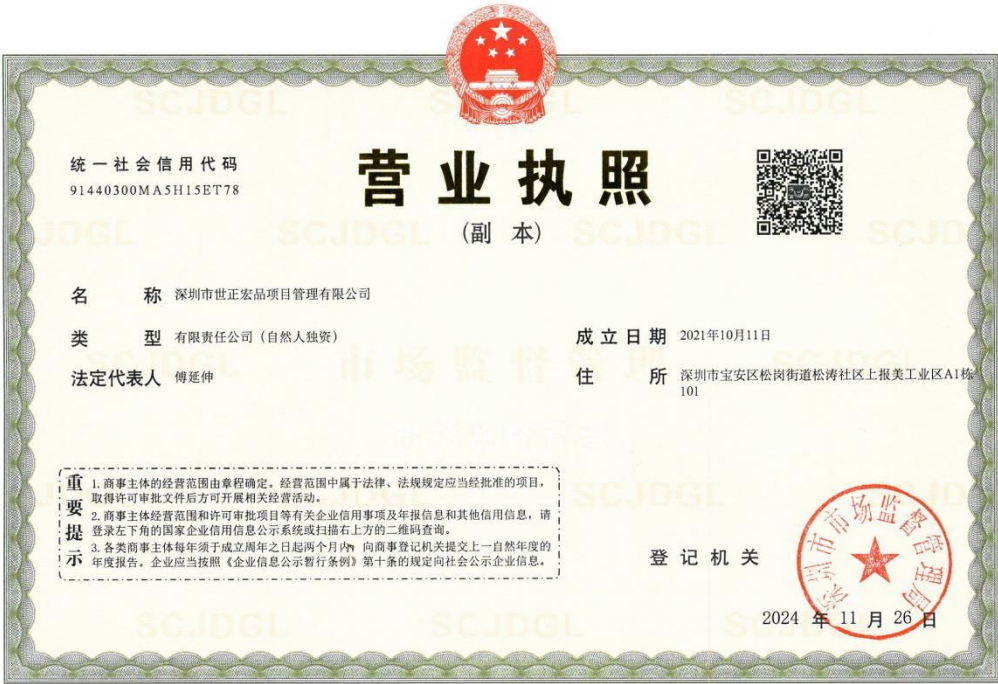 统一社会信用代码
91440300MA5H15ET78
营业执照
(副 本)
名 称 深圳市世正宏品项目管理有限公司
类 型 有限责任公司（自然人独资）
法定代表人 傅延伸
成立日期 2021年10月11日
住 所 深圳市宝安区松岗街道松涛社区上报美工业区A1栋
101
重要提示
1. 商事主体的经营范围由章程确定。经营范围中属于法律、法规规定应当经批准的项目，
取得许可审批文件后方可开展相关经营活动。
2. 商事主体经营范围和许可审批项目等有关企业信用事项及年报信息和其他信用信息，请
登录左下角的国家企业信用信息公示系统或扫描右上方的二维码查询。
3. 各类商事主体每年须于成立周年之日起两个月内，向商事登记机关提交上一自然年度的
年度报告。企业应当按照《企业信息公示暂行条例》第十条的规定向社会公示企业信息。
登记机关
深圳市市场监督管理局
2024 年 11 月 26 日
SCJDGL
市场监督管理